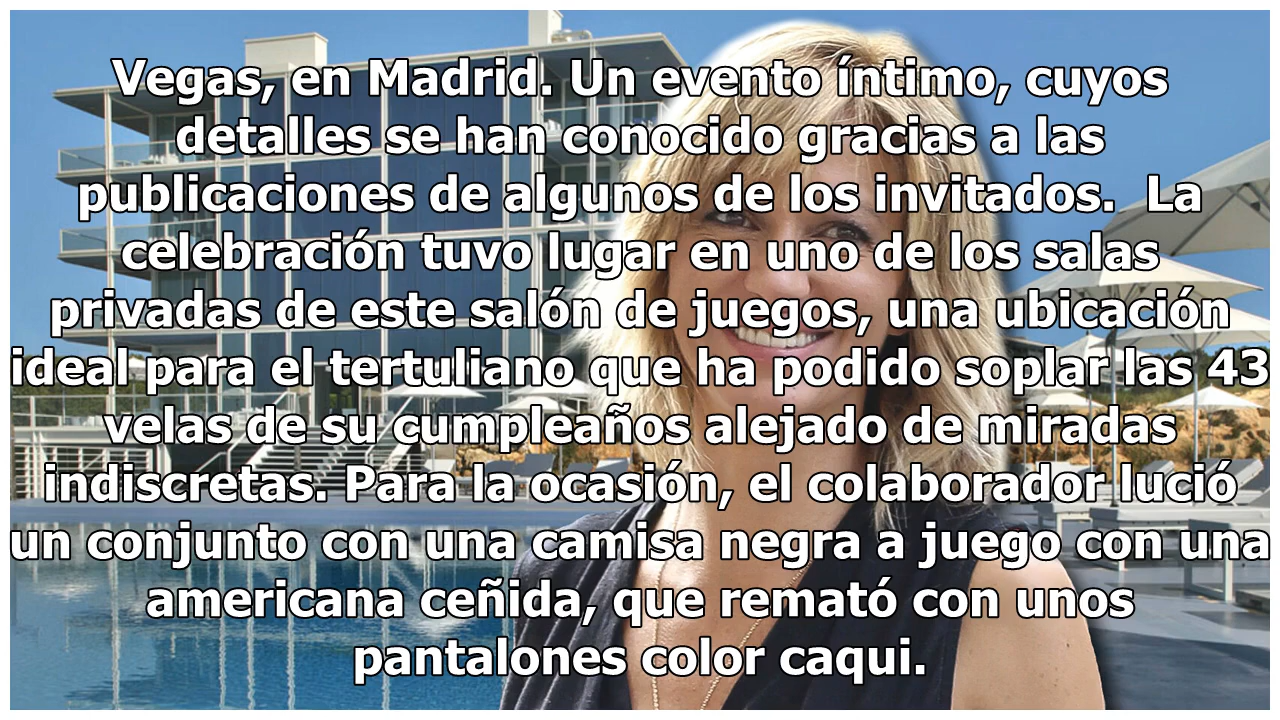 Vegas, en Madrid. Un evento íntimo, cuyos
detalles se han conocido gracias a las
publicaciones de algunos de los invitados.  La
celebración tuvo lugar en uno de los salas
privadas de este salón de juegos, una ubicación
ideal para el tertuliano que ha podido soplar las 43
velas de su cumpleaños alejado de miradas
indiscretas. Para la ocasión, el colaborador lució
un conjunto con una camisa negra a juego con una
americana ceñida, que remató con unos
pantalones color caqui.